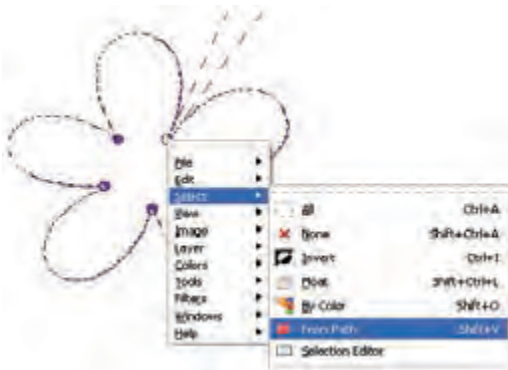 File
Edit
Select
View
Image
Layer
Colors
Tools
Filters
Windows
Help
All Ctrl+A
None Shift+Ctrl+A
Invert Ctrl+I
Float Shift+Ctrl+L
By Color Shift+O
From Path Shift+V
Selection Editor